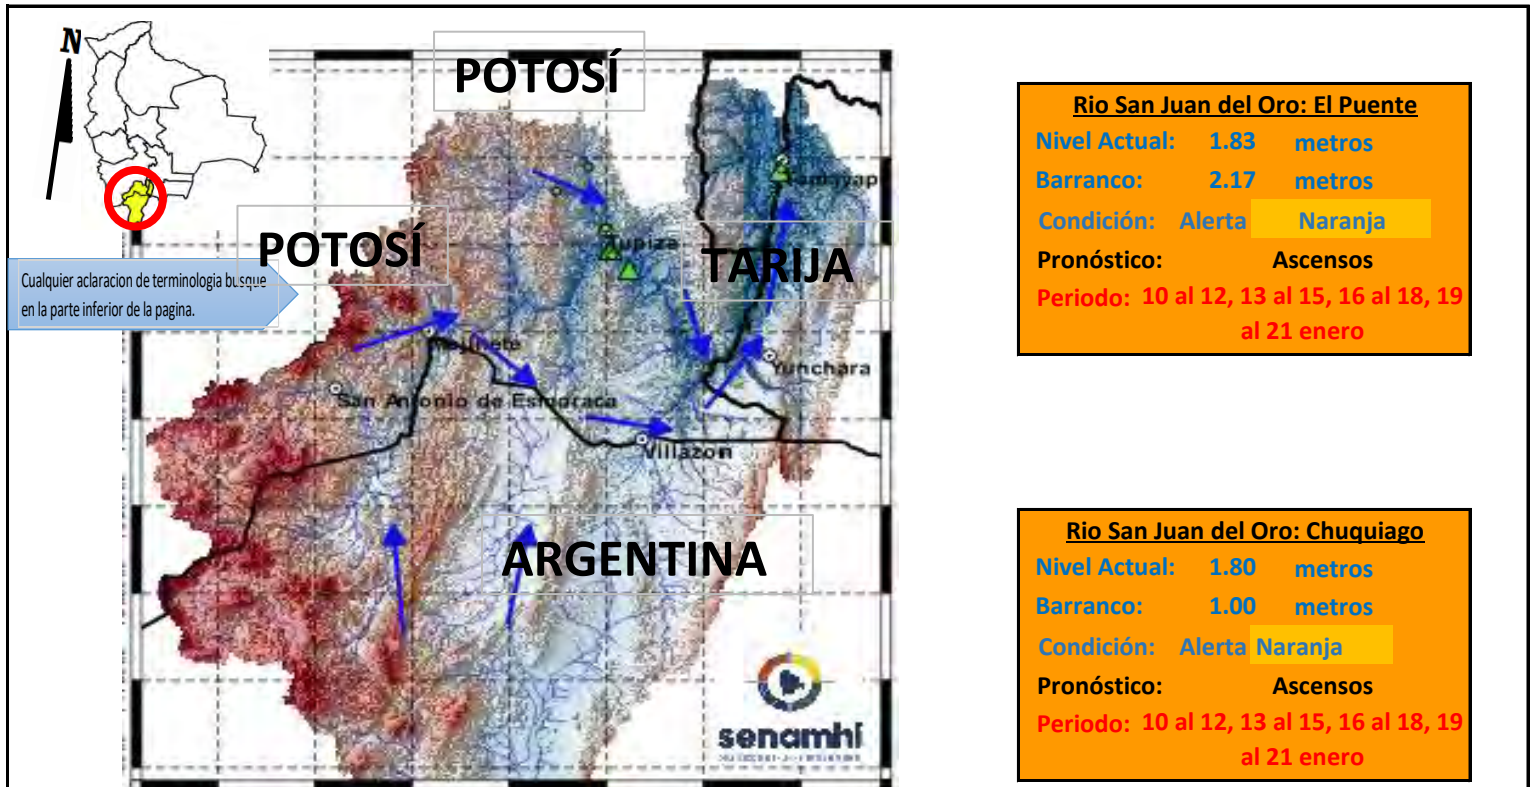 N
POTOSÍ
POTOSÍ
TARIJA
ARGENTINA
Cualquier aclaracion de terminologia busque
en la parte inferior de la pagina.
Tupiza
Yunchara
San Antonio de Esmoraca
Villazon
senamhi
Rio San Juan del Oro: El Puente
Nivel Actual: 1.83 metros
Barranco: 2.17 metros
Condición: Alerta Naranja
Pronóstico: Ascensos
Periodo: 10 al 12, 13 al 15, 16 al 18, 19
al 21 enero
Rio San Juan del Oro: Chuquiago
Nivel Actual: 1.80 metros
Barranco: 1.00 metros
Condición: Alerta Naranja
Pronóstico: Ascensos
Periodo: 10 al 12, 13 al 15, 16 al 18, 19
al 21 enero